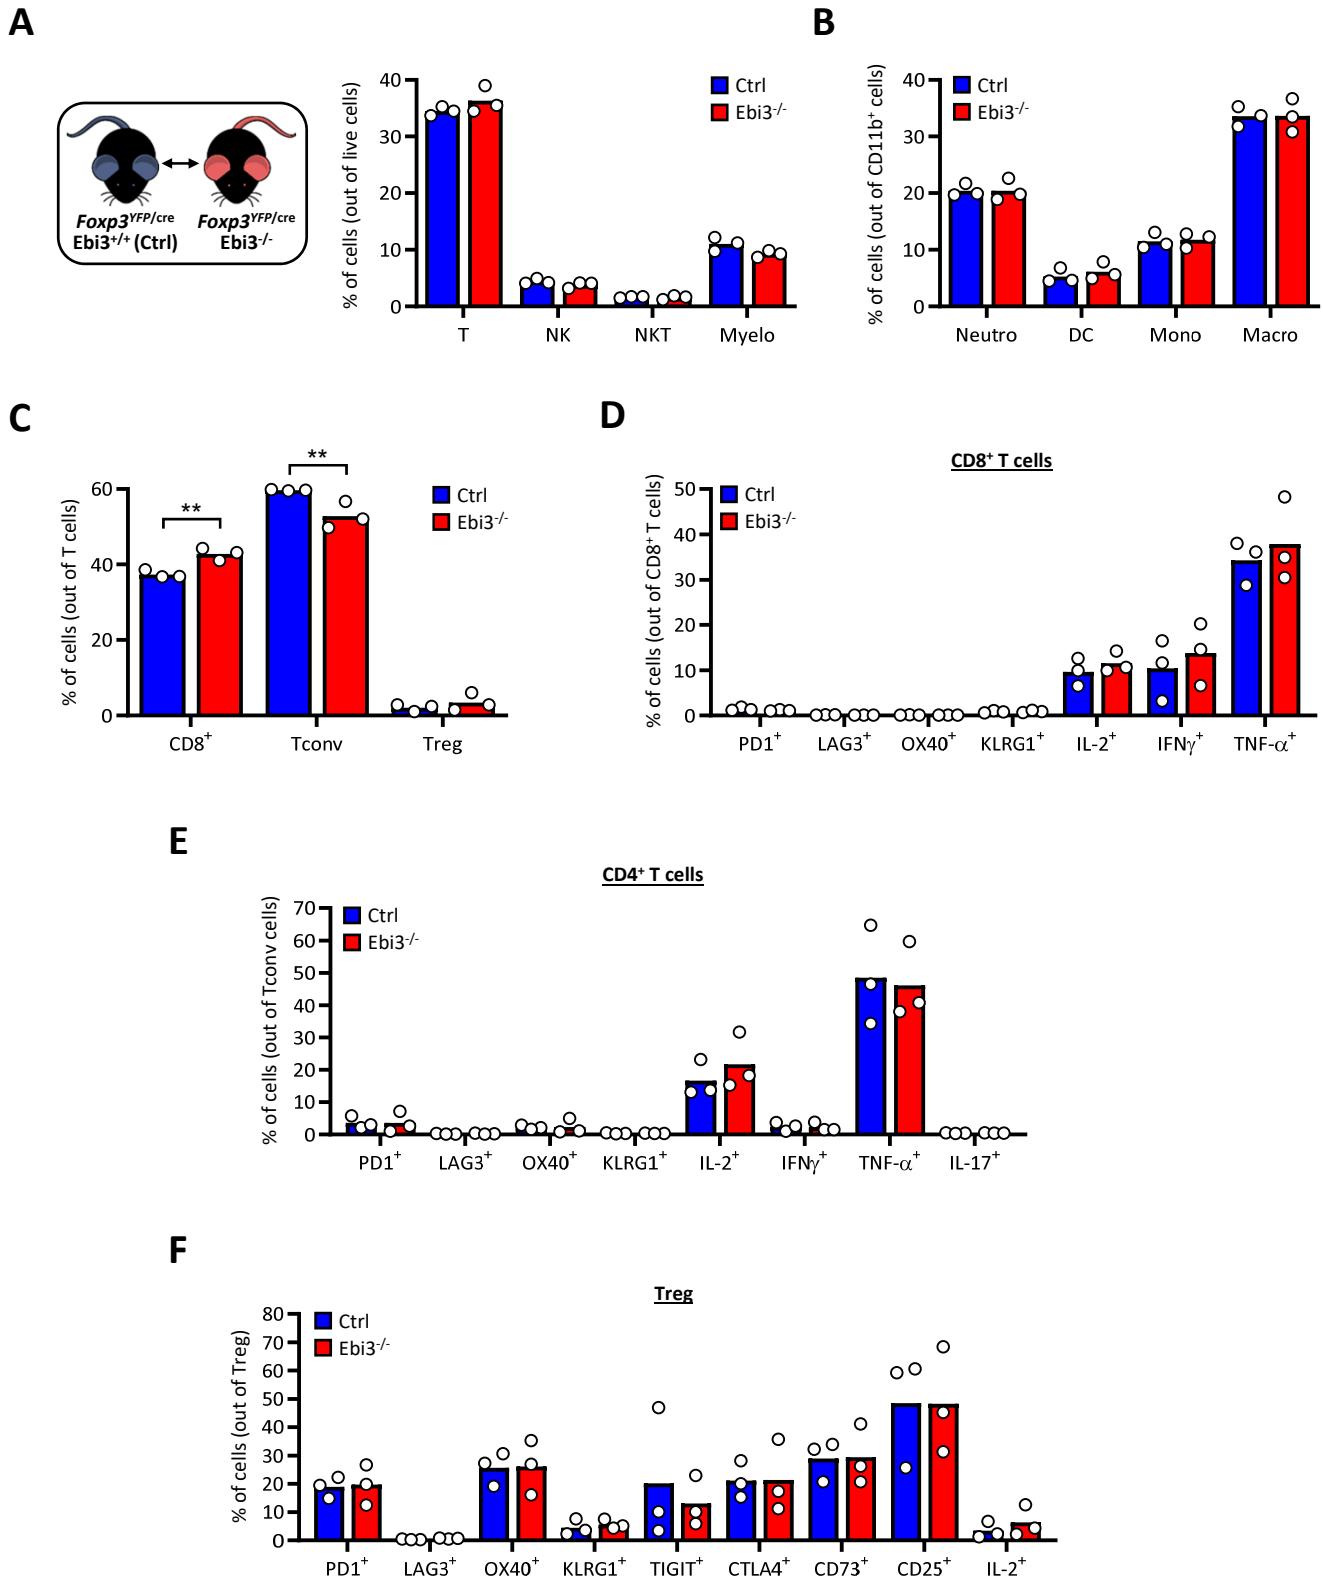 A
Foxp3YFP/cre Foxp3YFP/cre
Ebi3+/+ (Ctrl) Ebi3-/-
% of cells (out of live cells)
40
30
20
10
0
Ctrl
Ebi3-/-
T NK NKT Myelo
B
% of cells (out of CD11b+ cells)
40
30
20
10
0
Ctrl
Ebi3-/-
Neutro DC Mono Macro
C
% of cells (out of T cells)
60
40
20
0
** **
Ctrl
Ebi3-/-
CD8+ Tconv Treg
D
CD8+ T cells
% of cells (out of CD8+ T cells)
50
40
30
20
10
0
Ctrl
Ebi3-/-
PD1+ LAG3+ OX40+ KLRG1+ IL-2+ IFNγ+ TNF-α+
E
CD4+ T cells
% of cells (out of Tconv cells)
70
60
50
40
30
20
10
0
Ctrl
Ebi3-/-
PD1+ LAG3+ OX40+ KLRG1+ IL-2+ IFNγ+ TNF-α+ IL-17+
F
Treg
% of cells (out of Treg)
80
70
60
50
40
30
20
10
0
Ctrl
Ebi3-/-
PD1+ LAG3+ OX40+ KLRG1+ TIGIT+ CTLA4+ CD73+ CD25+ IL-2+